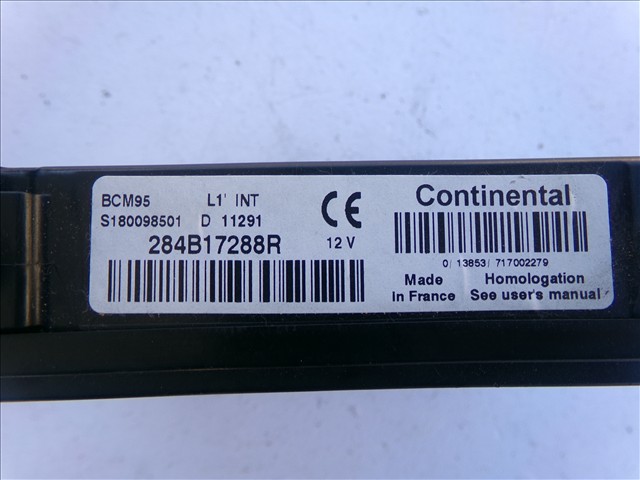 BCM95 L1' INT
S180098501 D 11291
284B17288R
CE
12 V
Continental
0/ 13853/ 717002279
Made in France
Homologation
See user's manual